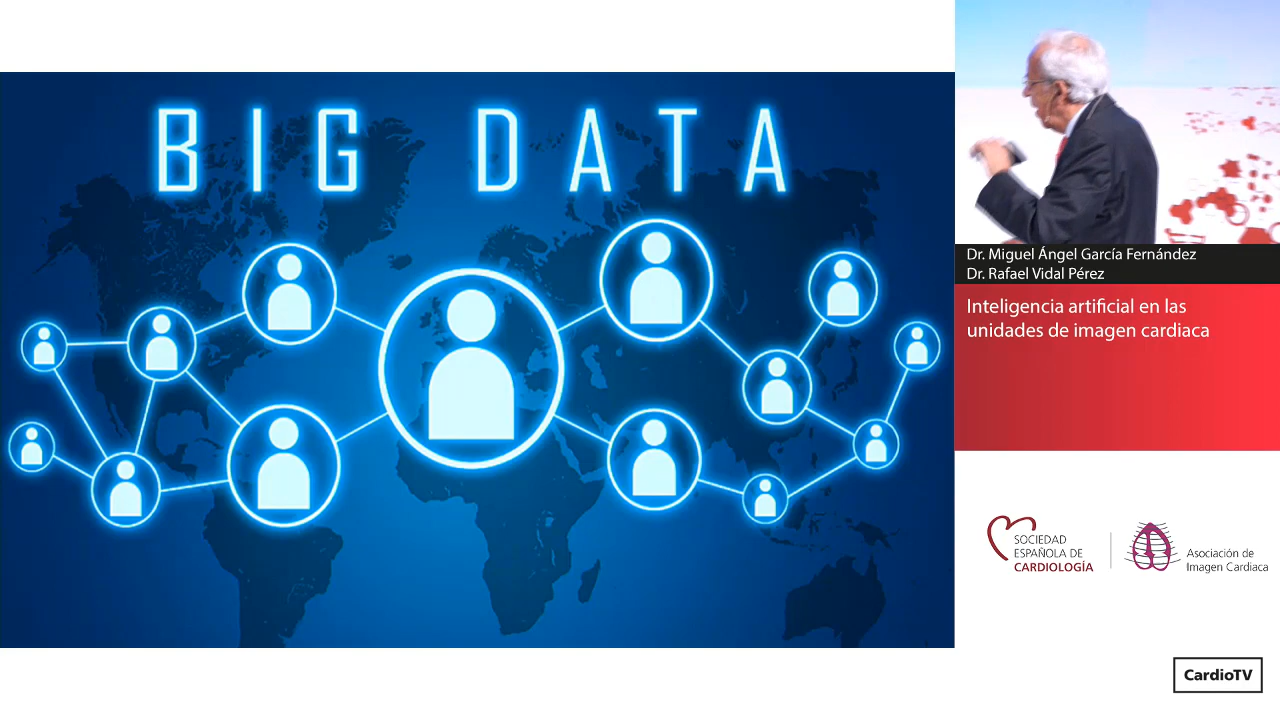 BIG DATA
Dr. Miguel Ángel García Fernández
Dr. Rafael Vidal Pérez
Inteligencia artificial en las
unidades de imagen cardiaca
SOCIEDAD
ESPAÑOLA DE
CARDIOLOGÍA
Asociación de
Imagen Cardiaca
CardioTV